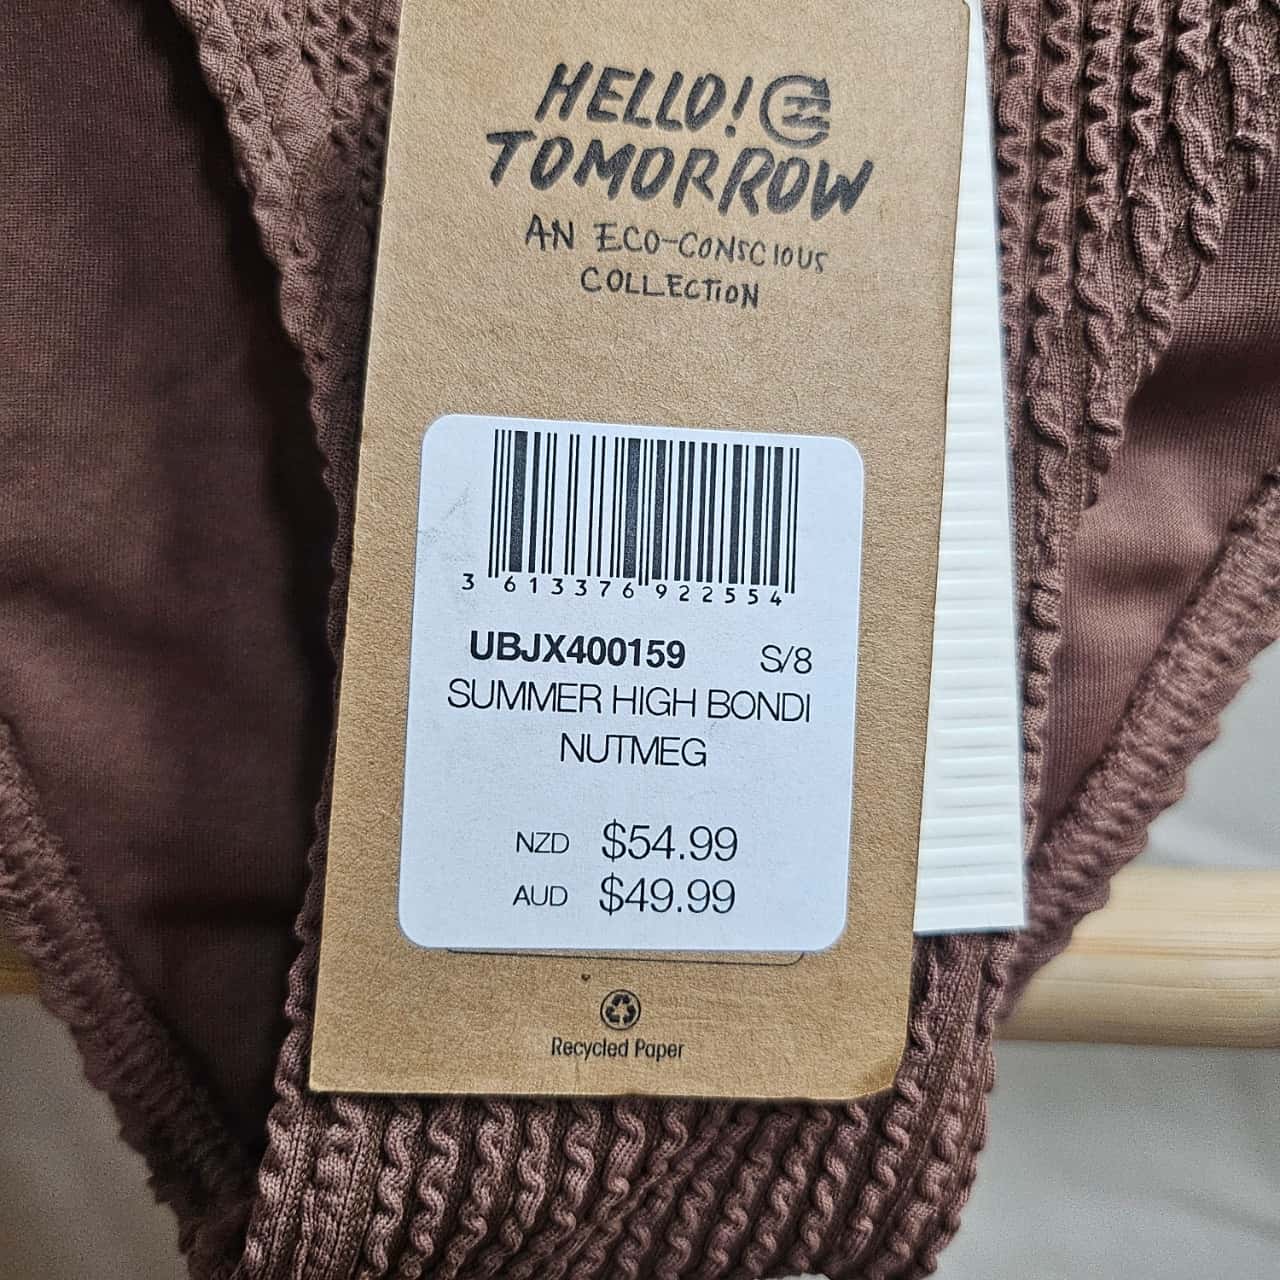 HELLO!
TOMORROW
AN ECO-CONSCIOUS
COLLECTION
3 613376 922554
UBJX400159 S/8
SUMMER HIGH BONDI
NUTMEG
NZD $54.99
AUD $49.99
Recycled Paper